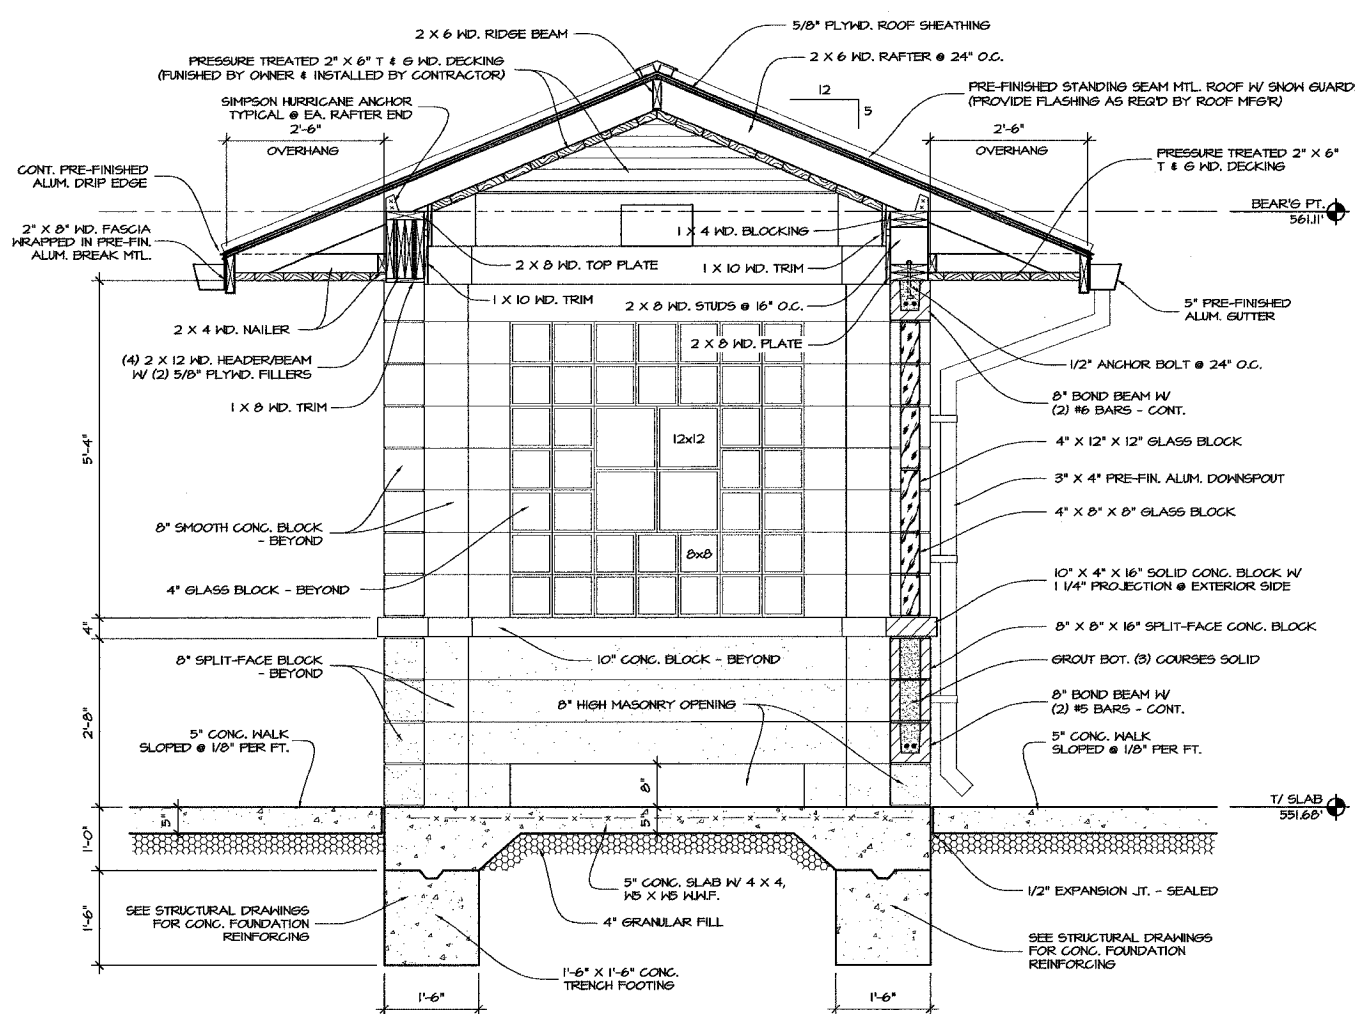 2 X 6 WD. RIDGE BEAM
5/8" PLYWD. ROOF SHEATHING
PRESSURE TREATED 2" X 6" T & G WD. DECKING
(FUNISHED BY OWNER & INSTALLED BY CONTRACTOR)
2 X 6 WD. RAFTER @ 24" O.C.
SIMPSON HURRICANE ANCHOR
TYPICAL @ EA. RAFTER END
12
5
PRE-FINISHED STANDING SEAM MTL. ROOF W/ SNOW GUARD
(PROVIDE FLASHING AS REQ'D BY ROOF MFG'R)
2'-6"
OVERHANG
2'-6"
OVERHANG
CONT. PRE-FINISHED
ALUM. DRIP EDGE
PRESSURE TREATED 2" X 6"
T & G WD. DECKING
BEAR'G PT.
561.11'
2" X 8" WD. FASCIA
WRAPPED IN PRE-FIN.
ALUM. BREAK MTL.
1 X 4 WD. BLOCKING
2 X 8 WD. TOP PLATE
1 X 10 WD. TRIM
1 X 10 WD. TRIM
2 X 8 WD. STUDS @ 16" O.C.
5" PRE-FINISHED
ALUM. GUTTER
2 X 4 WD. NAILER
2 X 8 WD. PLATE
(4) 2 X 12 WD. HEADER/BEAM
W/ (2) 5/8" PLYWD. FILLERS
1/2" ANCHOR BOLT @ 24" O.C.
1 X 8 WD. TRIM
8" BOND BEAM W/
(2) #6 BARS - CONT.
5'-4"
12x12
4" X 12" X 12" GLASS BLOCK
3" X 4" PRE-FIN. ALUM. DOWNSPOUT
8" SMOOTH CONC. BLOCK
- BEYOND
4" X 8" X 8" GLASS BLOCK
8x8
4" GLASS BLOCK - BEYOND
10" X 4" X 16" SOLID CONC. BLOCK W/
1 1/4" PROJECTION @ EXTERIOR SIDE
4"
8" X 8" X 16" SPLIT-FACE CONC. BLOCK
8" SPLIT-FACE BLOCK
- BEYOND
10" CONC. BLOCK - BEYOND
GROUT BOT. (3) COURSES SOLID
2'-8"
8" HIGH MASONRY OPENING
8" BOND BEAM W/
(2) #5 BARS - CONT.
5" CONC. WALK
SLOPED @ 1/8" PER FT.
5" CONC. WALK
SLOPED @ 1/8" PER FT.
8"
T/ SLAB
551.68'
5"
5"
1'-0"
5" CONC. SLAB W/ 4 X 4,
W5 X W5 W.W.F.
1/2" EXPANSION JT. - SEALED
1'-6"
SEE STRUCTURAL DRAWINGS
FOR CONC. FOUNDATION
REINFORCING
4" GRANULAR FILL
SEE STRUCTURAL DRAWINGS
FOR CONC. FOUNDATION
REINFORCING
1'-6" X 1'-6" CONC.
TRENCH FOOTING
1'-6"
1'-6"